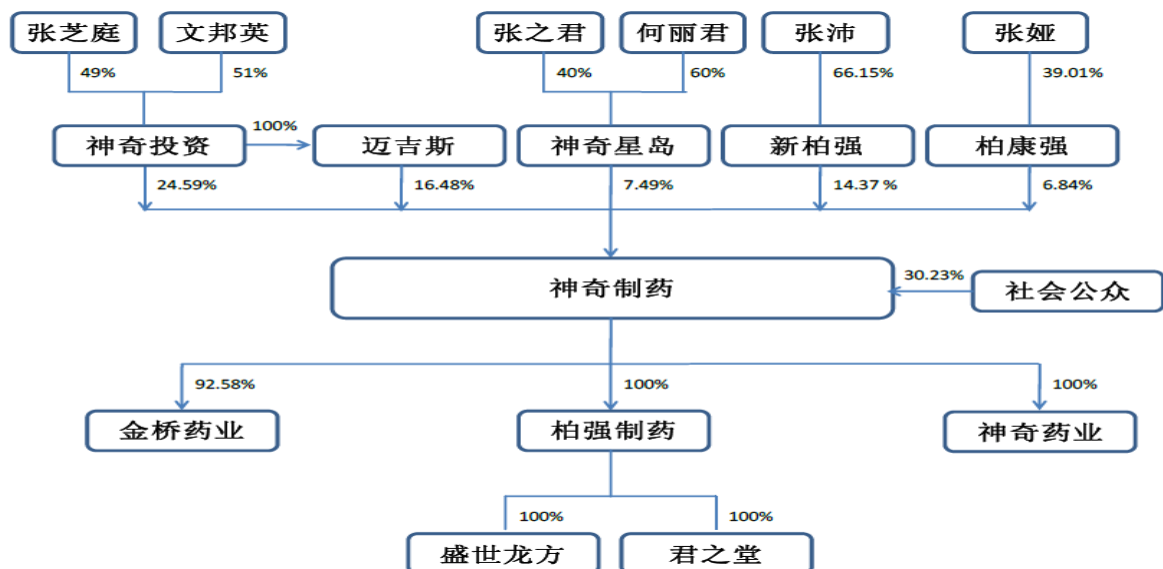 张芝庭 文邦英 张之君 何丽君 张沛 张娅
49% 51% 40% 60% 66.15% 39.01%
神奇投资 100% 迈吉斯 神奇星岛 新柏强 柏康强
24.59% 16.48% 7.49% 14.37 % 6.84%
神奇制药 30.23% 社会公众
92.58% 100% 100%
金桥药业 柏强制药 神奇药业
100% 100%
盛世龙方 君之堂